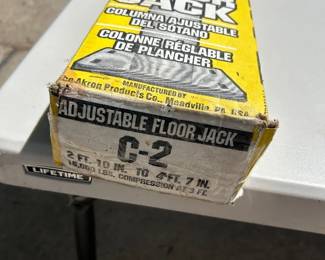 JACK
COLUMNA AJUSTABLE
DEL SOTANO
COLONNE RÉGLABLE
DE PLANCHER
MANUFACTURED BY
Akron Products Co., Meadville, Pa. USA
ADJUSTABLE FLOOR JACK
C-2
2 FT. 10 IN. TO 4 FT. 7 IN.
LBS. COMPRESSION AT 3 FT.
LIFETIME